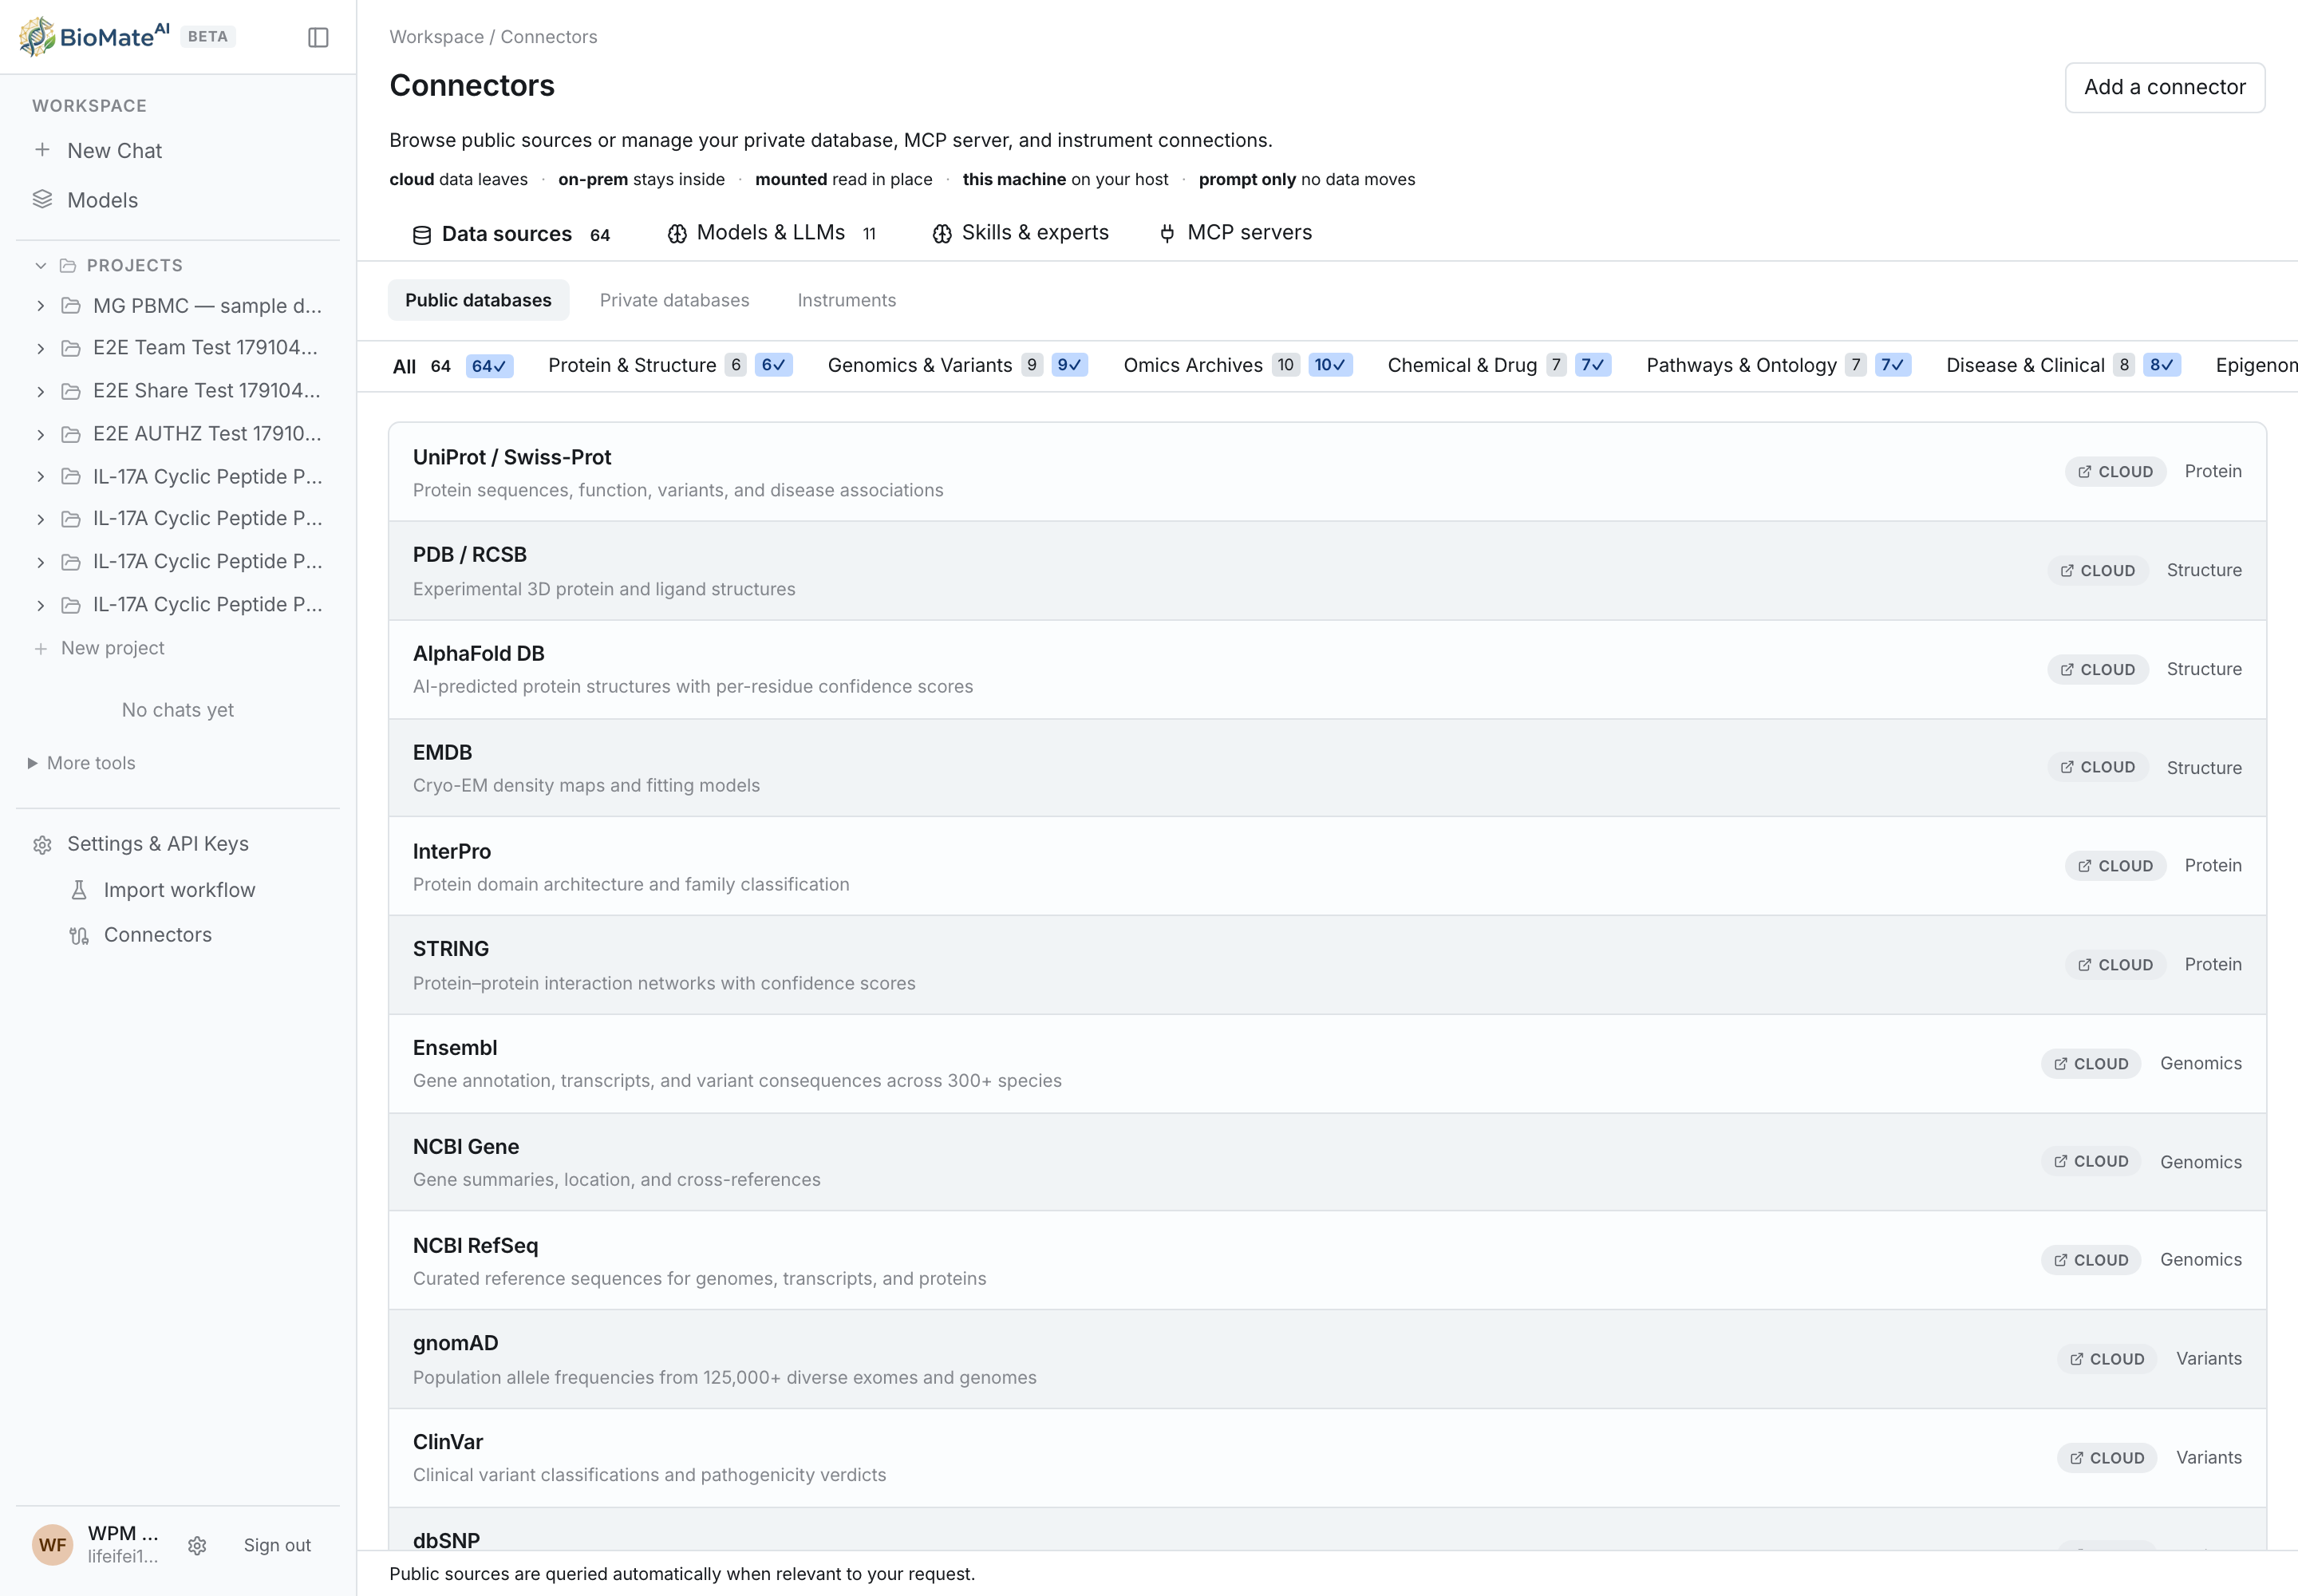 BioMate AI BETA
WORKSPACE
New Chat
Models
PROJECTS
MG PBMC — sample d...
E2E Team Test 179104...
E2E Share Test 179104...
E2E AUTHZ Test 17910...
IL-17A Cyclic Peptide P...
IL-17A Cyclic Peptide P...
IL-17A Cyclic Peptide P...
IL-17A Cyclic Peptide P...
New project
No chats yet
More tools
Settings & API Keys
Import workflow
Connectors
WF WPM ...
lifeifei1...
Sign out
Workspace / Connectors
Connectors
Add a connector
Browse public sources or manage your private database, MCP server, and instrument connections.
cloud data leaves · on-prem stays inside · mounted read in place · this machine on your host · prompt only no data moves
Data sources 64 Models & LLMs 11 Skills & experts MCP servers
Public databases Private databases Instruments
All 64 64✓ Protein & Structure 6 6✓ Genomics & Variants 9 9✓ Omics Archives 10 10✓ Chemical & Drug 7 7✓ Pathways & Ontology 7 7✓ Disease & Clinical 8 8✓ Epigenon
UniProt / Swiss-Prot
Protein sequences, function, variants, and disease associations
CLOUD Protein
PDB / RCSB
Experimental 3D protein and ligand structures
CLOUD Structure
AlphaFold DB
AI-predicted protein structures with per-residue confidence scores
CLOUD Structure
EMDB
Cryo-EM density maps and fitting models
CLOUD Structure
InterPro
Protein domain architecture and family classification
CLOUD Protein
STRING
Protein–protein interaction networks with confidence scores
CLOUD Protein
Ensembl
Gene annotation, transcripts, and variant consequences across 300+ species
CLOUD Genomics
NCBI Gene
Gene summaries, location, and cross-references
CLOUD Genomics
NCBI RefSeq
Curated reference sequences for genomes, transcripts, and proteins
CLOUD Genomics
gnomAD
Population allele frequencies from 125,000+ diverse exomes and genomes
CLOUD Variants
ClinVar
Clinical variant classifications and pathogenicity verdicts
CLOUD Variants
dbSNP
Public sources are queried automatically when relevant to your request.